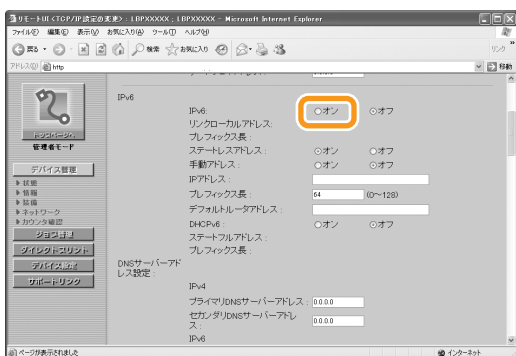 リモートUI <TCP/IP設定の変更> : LBPXXXX ; LBPXXXX - Microsoft Internet Explorer
ファイル(F) 編集(E) 表示(V) お気に入り(A) ツール(T) ヘルプ(H)
戻る 検索 お気に入り リンク »
アドレス(D) http 移動
IPv6
IPv6: オン オフ
リンクローカルアドレス:
プレフィックス長:
トップページへ
管理者モード
ステートレスアドレス: オン オフ
手動アドレス: オン オフ
デバイス管理
IPアドレス:
状態
情報
プレフィックス長: 64 (0~128)
装備
デフォルトルータアドレス:
ネットワーク
カウンタ確認
DHCPv6: オン オフ
ジョブ管理
ステートフルアドレス:
ダイレクトプリント
プレフィックス長:
デバイス設定
DNSサーバーアドレス設定:
サポートリンク
IPv4
プライマリDNSサーバーアドレス: 0.0.0.0
セカンダリDNSサーバーアドレス: 0.0.0.0
IPv6
ページが表示されました インターネット